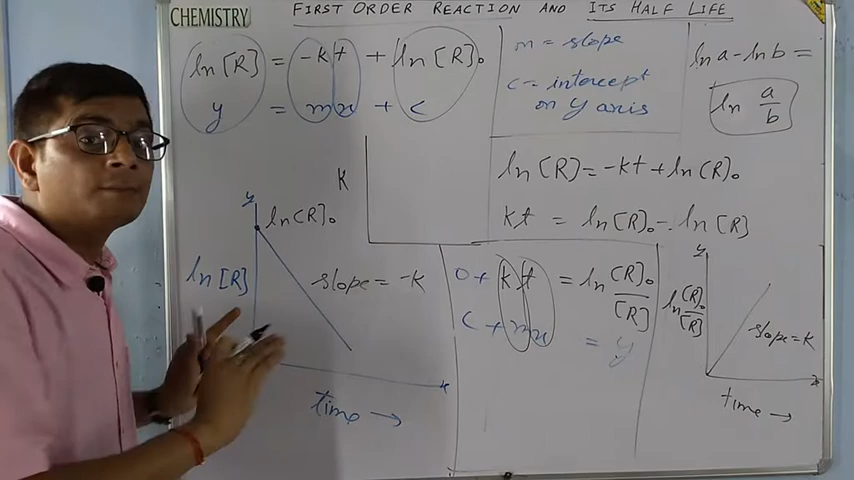 CHEMISTRY
FIRST ORDER REACTION AND ITS HALF LIFE
ln [R] = -kt + ln [R]₀
y = mx + c
m = slope
c = intercept
on y axis
ln a - ln b =
ln a/b
K
ln [R] = -kt + ln [R]₀
kt = ln [R]₀ - ln [R]
y
ln [R]₀
ln [R]
slope = -k
x
time →
0 + kt = ln [R]₀/[R]
c + mx = y
y
ln [R]₀/[R]
slope = k
x
time →